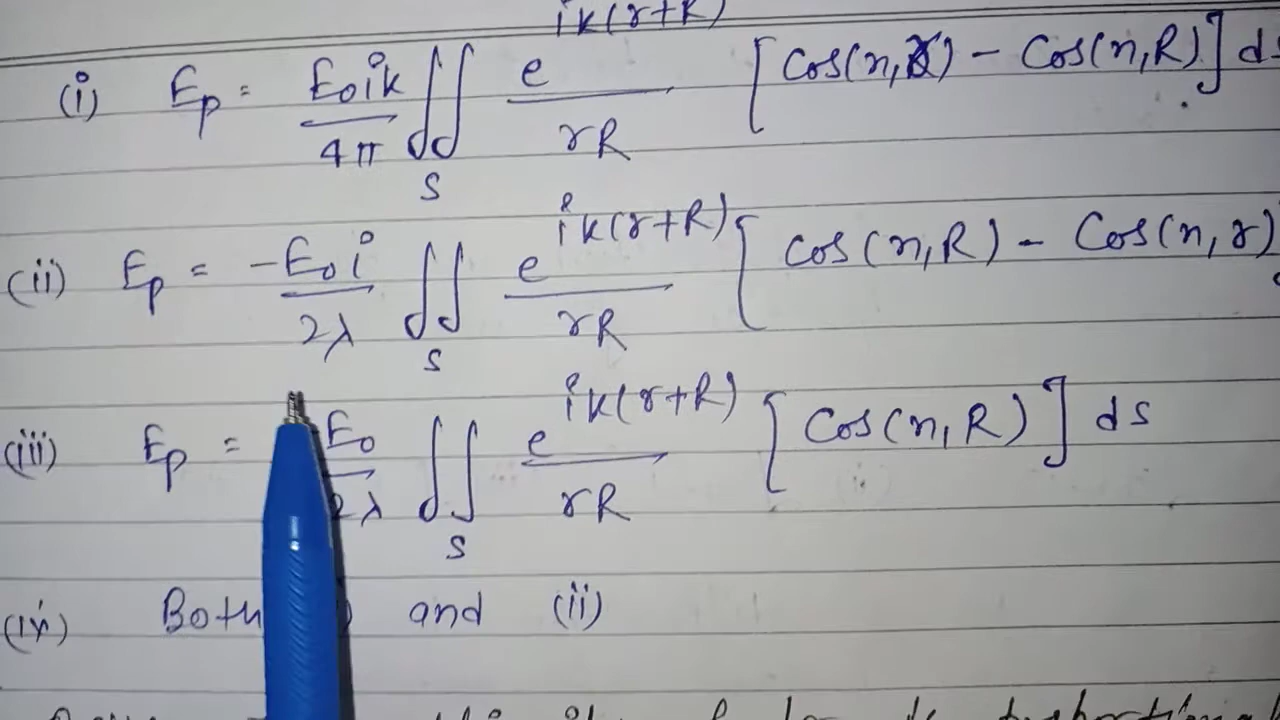 (i) Ep = E₀ik/4π ∬s e^ik(r+R)/rR [Cos(n,r) - Cos(n,R)] ds
(ii) Ep = -E₀i/2λ ∬s e^ik(r+R)/rR [Cos(n,R) - Cos(n,r)
(iii) Ep = E₀/2λ ∬s e^ik(r+R)/rR [Cos(n,R)] ds
(iv) Both and (ii)